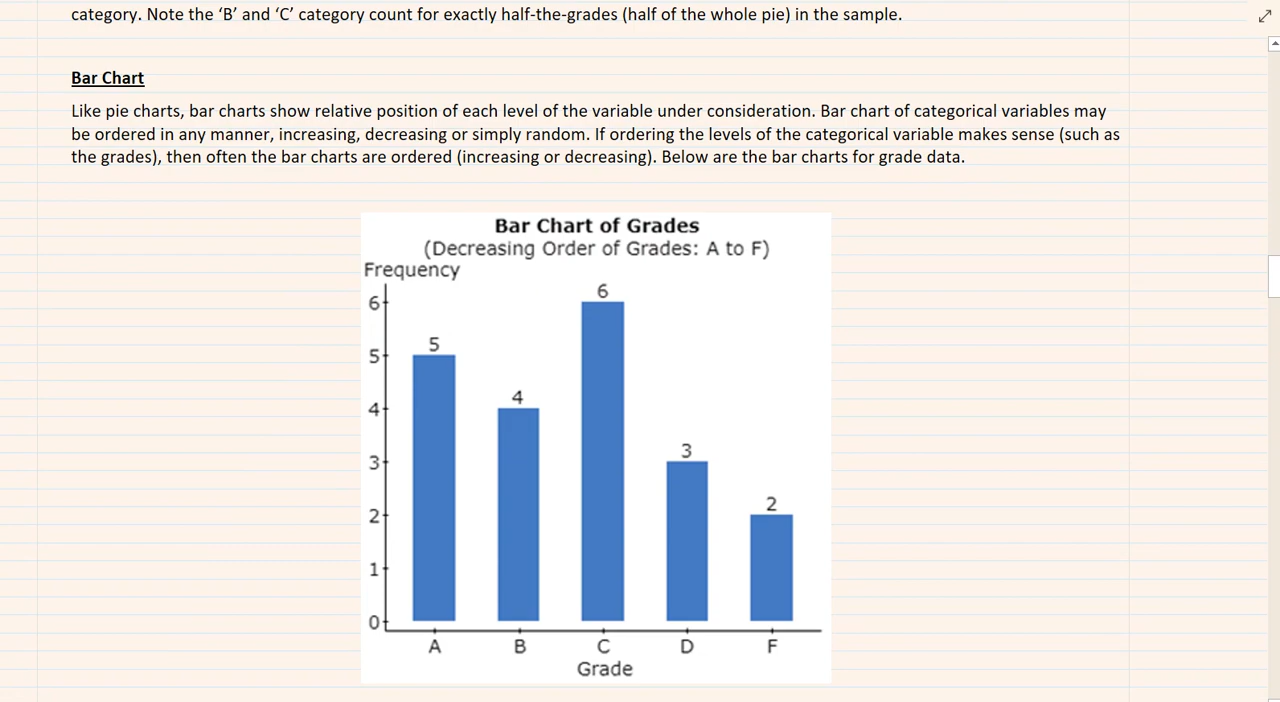 category. Note the ‘B’ and ‘C’ category count for exactly half-the-grades (half of the whole pie) in the sample.
Bar Chart
Like pie charts, bar charts show relative position of each level of the variable under consideration. Bar chart of categorical variables may
be ordered in any manner, increasing, decreasing or simply random. If ordering the levels of the categorical variable makes sense (such as
the grades), then often the bar charts are ordered (increasing or decreasing). Below are the bar charts for grade data.
Bar Chart of Grades
(Decreasing Order of Grades: A to F)
Frequency
6
5
4
3
2
1
0
5
4
6
3
2
A B C D F
Grade